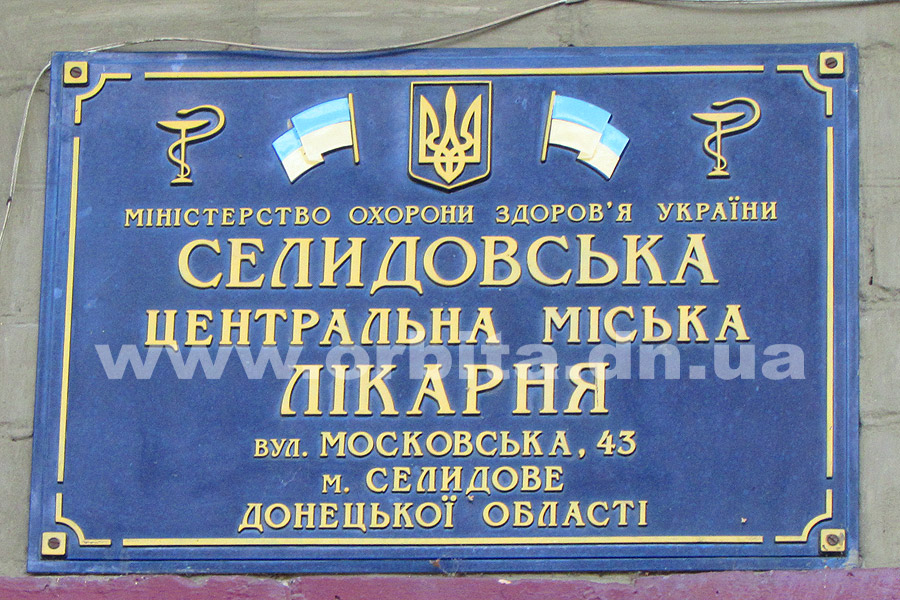 МІНІСТЕРСТВО ОХОРОНИ ЗДОРОВ'Я УКРАЇНИ
СЕЛИДОВСЬКА
ЦЕНТРАЛЬНА МІСЬКА
www.orbita.dn.ua
ЛІКАРНЯ
ВУЛ. МОСКОВСЬКА, 43
М. СЕЛИДОВЕ
ДОНЕЦЬКОЇ ОБЛАСТІ